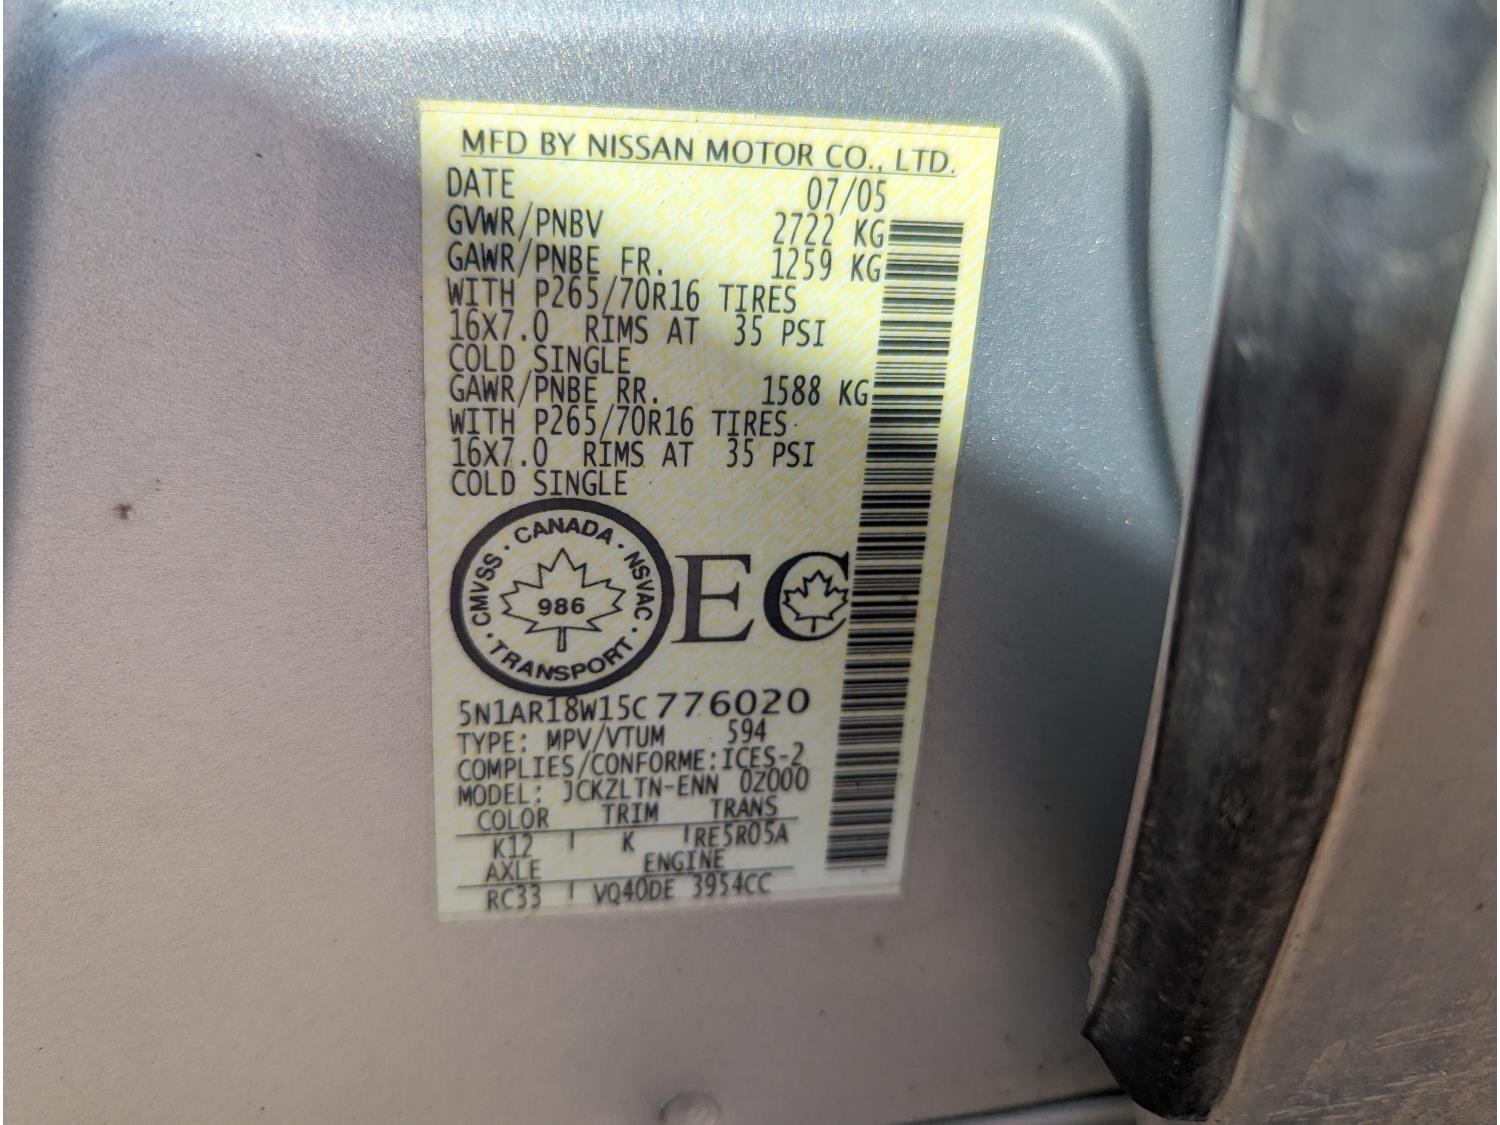 MFD BY NISSAN MOTOR CO., LTD.
DATE 07/05
GVWR/PNBV 2722 KG
GAWR/PNBE FR. 1259 KG
WITH P265/70R16 TIRES
16X7.0 RIMS AT 35 PSI
COLD SINGLE
GAWR/PNBE RR. 1588 KG
WITH P265/70R16 TIRES
16X7.0 RIMS AT 35 PSI
COLD SINGLE
CMVSS · CANADA · NSVAC · TRANSPORT ·
986
EC
5N1AR18W15C776020
TYPE: MPV/VTUM 594
COMPLIES/CONFORME:ICES-2
MODEL: JCKZLTN-ENN 0Z000
COLOR TRIM TRANS
K12 K RE5R05A
AXLE ENGINE
RC33 VQ40DE 3954CC